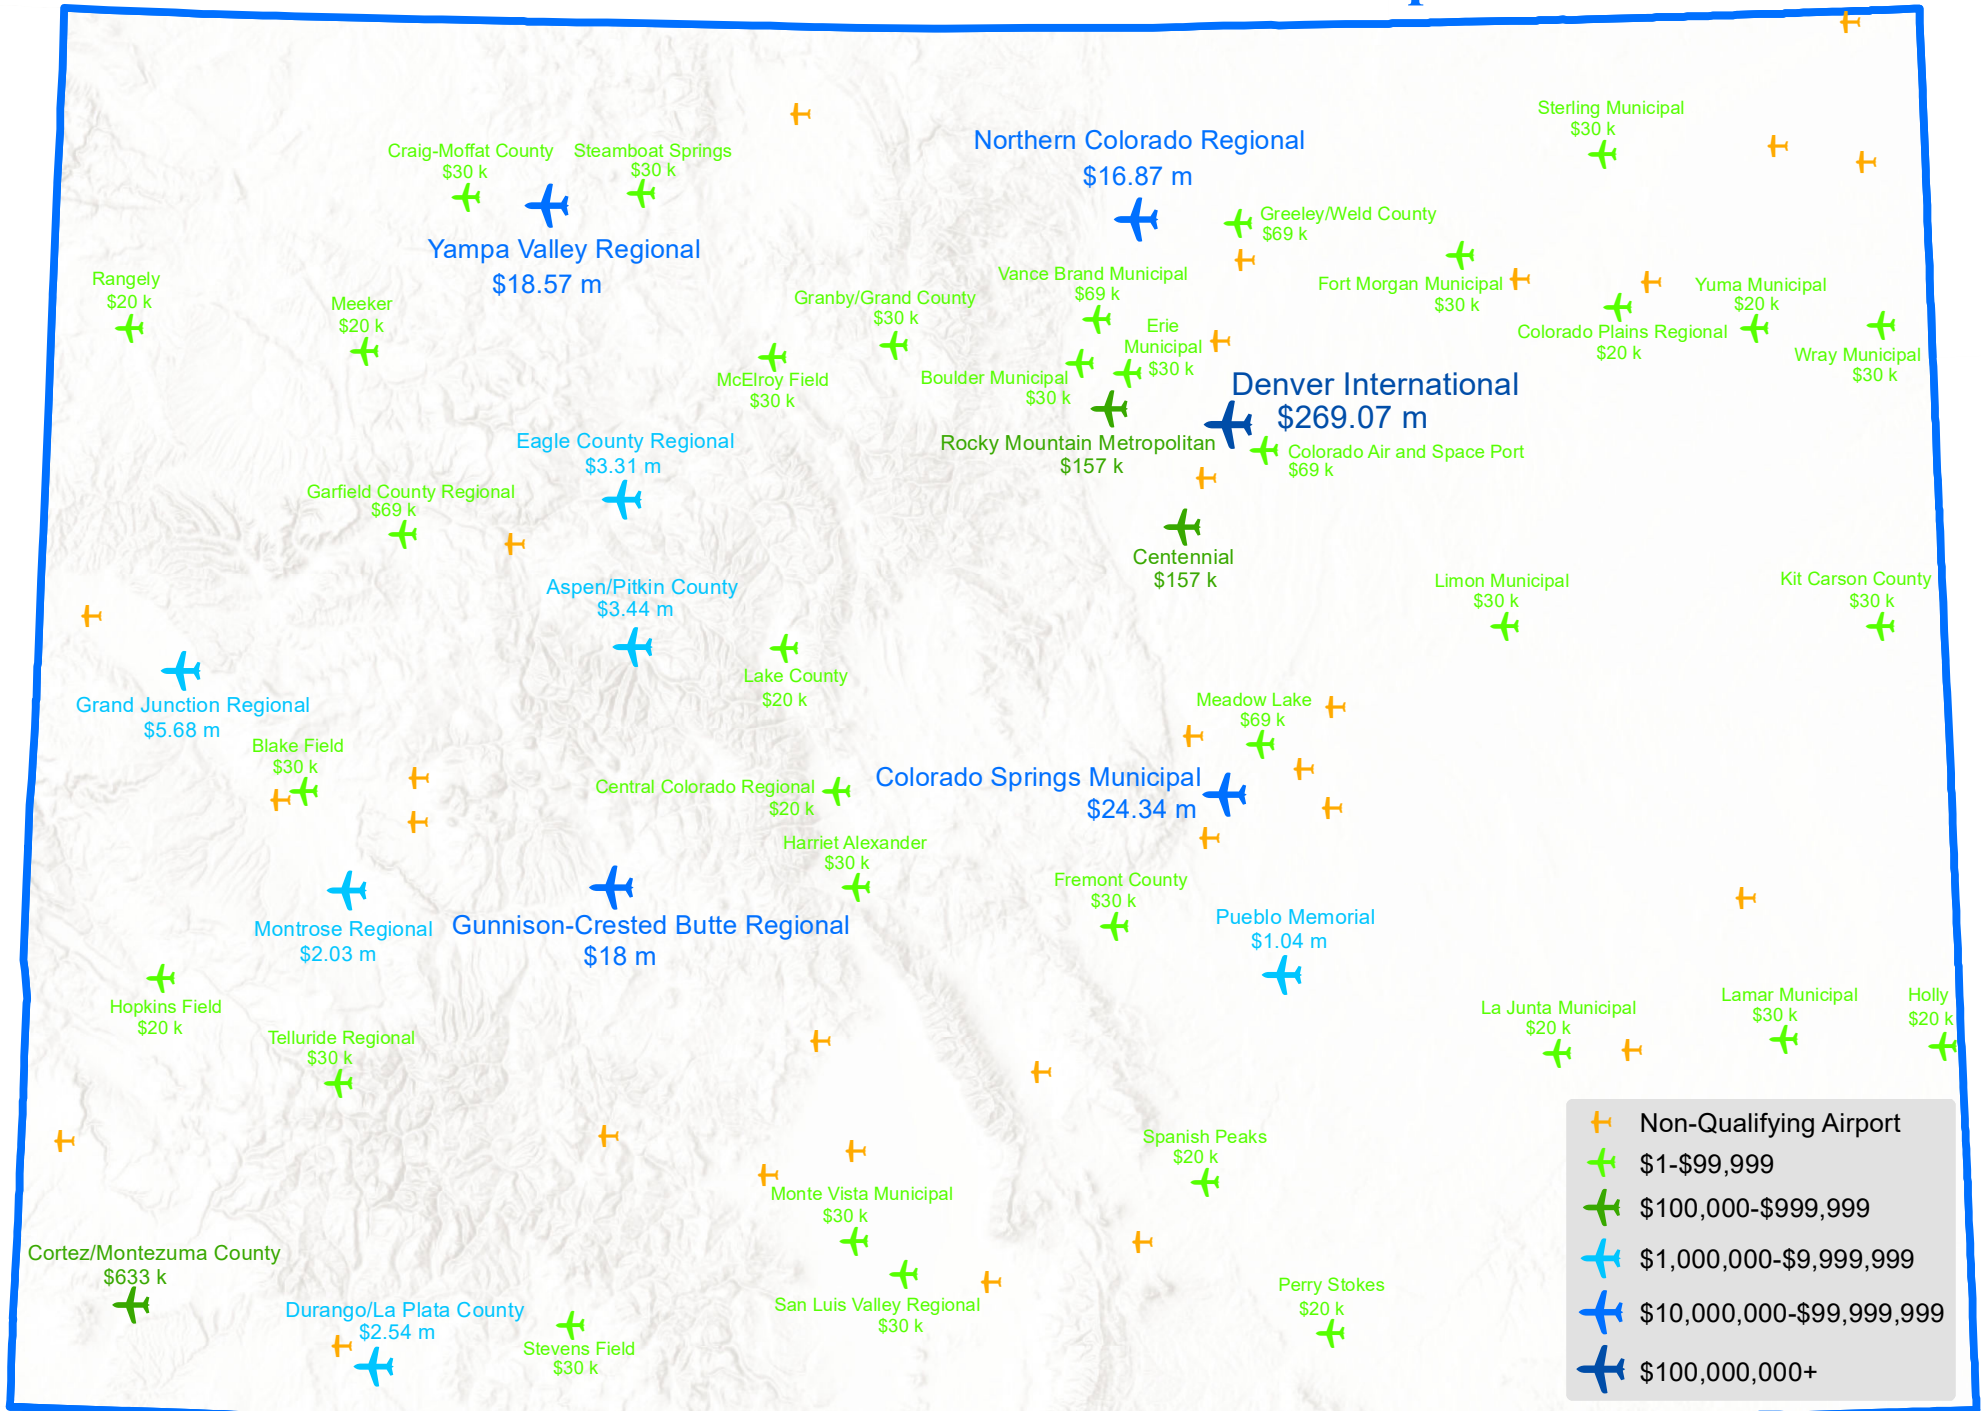 Sterling Municipal
$30 k
Northern Colorado Regional
$16.87 m
Craig-Moffat County
$30 k
Steamboat Springs
$30 k
Yampa Valley Regional
$18.57 m
Greeley/Weld County
$69 k
Rangely
$20 k
Meeker
$20 k
Granby/Grand County
$30 k
Vance Brand Municipal
$69 k
Fort Morgan Municipal
$30 k
Yuma Municipal
$20 k
Colorado Plains Regional
$20 k
Wray Municipal
$30 k
Erie
Municipal
$30 k
McElroy Field
$30 k
Boulder Municipal
$30 k
Denver International
$269.07 m
Rocky Mountain Metropolitan
$157 k
Colorado Air and Space Port
$69 k
Eagle County Regional
$3.31 m
Garfield County Regional
$69 k
Centennial
$157 k
Aspen/Pitkin County
$3.44 m
Limon Municipal
$30 k
Kit Carson County
$30 k
Lake County
$20 k
Grand Junction Regional
$5.68 m
Meadow Lake
$69 k
Blake Field
$30 k
Central Colorado Regional
$20 k
Colorado Springs Municipal
$24.34 m
Harriet Alexander
$30 k
Fremont County
$30 k
Montrose Regional
$2.03 m
Gunnison-Crested Butte Regional
$18 m
Pueblo Memorial
$1.04 m
Hopkins Field
$20 k
Telluride Regional
$30 k
La Junta Municipal
$20 k
Lamar Municipal
$30 k
Holly
$20 k
Spanish Peaks
$20 k
Monte Vista Municipal
$30 k
San Luis Valley Regional
$30 k
Cortez/Montezuma County
$633 k
Durango/La Plata County
$2.54 m
Stevens Field
$30 k
Perry Stokes
$20 k
Non-Qualifying Airport
$1-$99,999
$100,000-$999,999
$1,000,000-$9,999,999
$10,000,000-$99,999,999
$100,000,000+